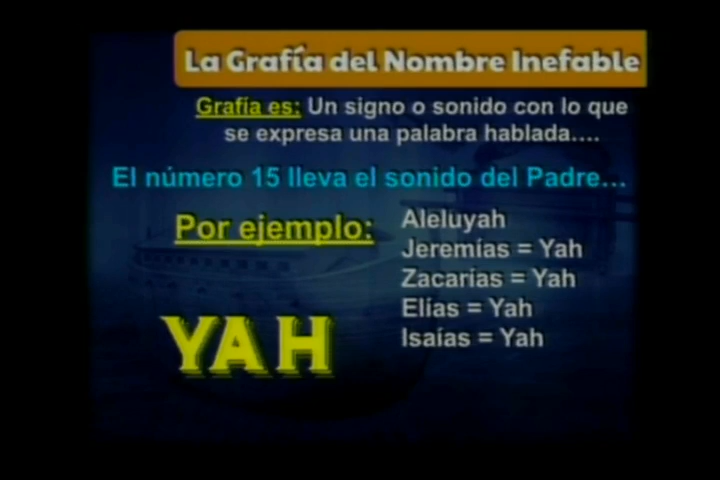 La Grafía del Nombre Inefable
Grafía es: Un signo o sonido con lo que
se expresa una palabra hablada....
El número 15 lleva el sonido del Padre...
Por ejemplo:
Aleluyah
Jeremías = Yah
Zacarías = Yah
Elías = Yah
Isaías = Yah
YAH